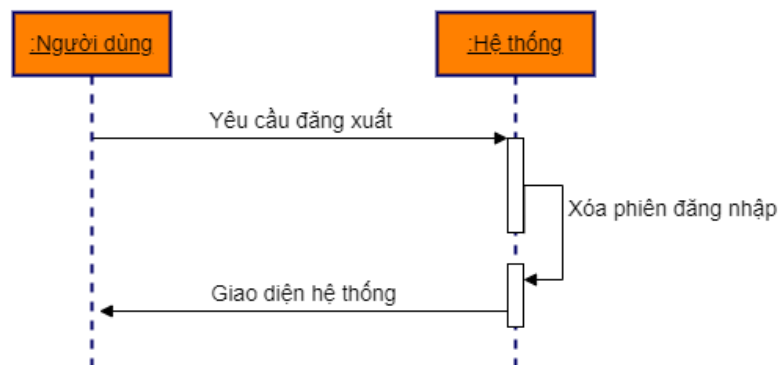 :Người dùng
:Hệ thống
Yêu cầu đăng xuất
Xóa phiên đăng nhập
Giao diện hệ thống